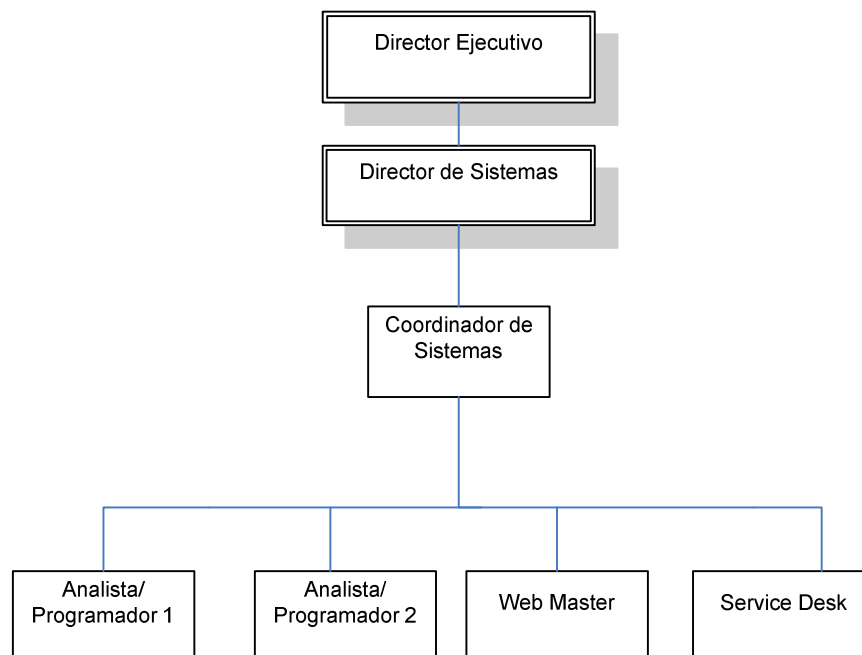 Director Ejecutivo
Director de Sistemas
Coordinador de
Sistemas
Analista/
Programador 1
Analista/
Programador 2
Web Master
Service Desk